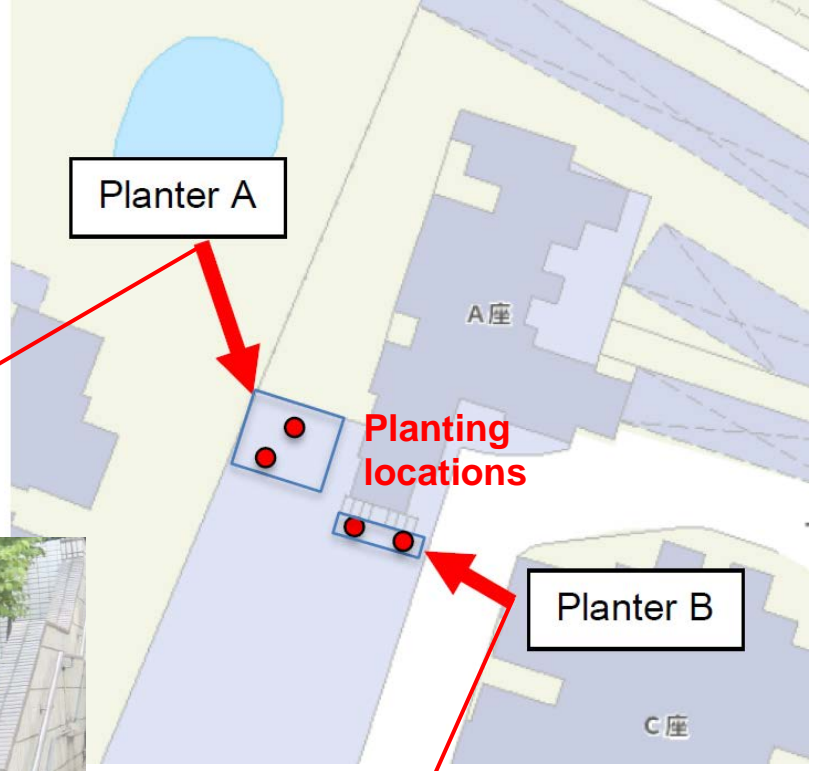 Planter A
A座
Planting
locations
Planter B
C座